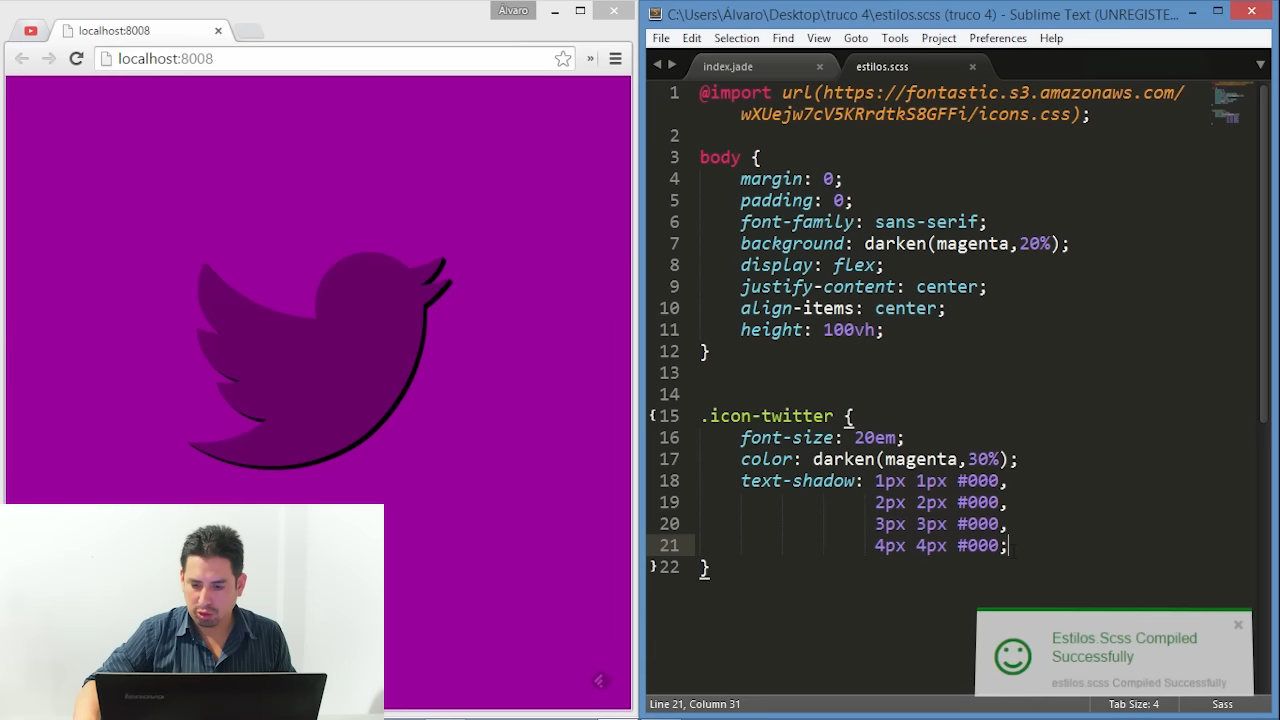 Álvaro
localhost:8008
localhost:8008
C:\Users\Álvaro\Desktop\truco 4\estilos.scss (truco 4) - Sublime Text (UNREGISTE...
File Edit Selection Find View Goto Tools Project Preferences Help
index.jade
estilos.scss
1 @import url(https://fontastic.s3.amazonaws.com/
wXUejw7cV5KRrdtkS8GFFi/icons.css);
2
3 body {
4 margin: 0;
5 padding: 0;
6 font-family: sans-serif;
7 background: darken(magenta,20%);
8 display: flex;
9 justify-content: center;
10 align-items: center;
11 height: 100vh;
12 }
13
14
15 .icon-twitter {
16 font-size: 20em;
17 color: darken(magenta,30%);
18 text-shadow: 1px 1px #000,
19 2px 2px #000,
20 3px 3px #000,
21 4px 4px #000;
22 }
Estilos.Scss Compiled
Successfully
estilos.scss Compiled Successfully
Line 21, Column 31
Tab Size: 4
Sass